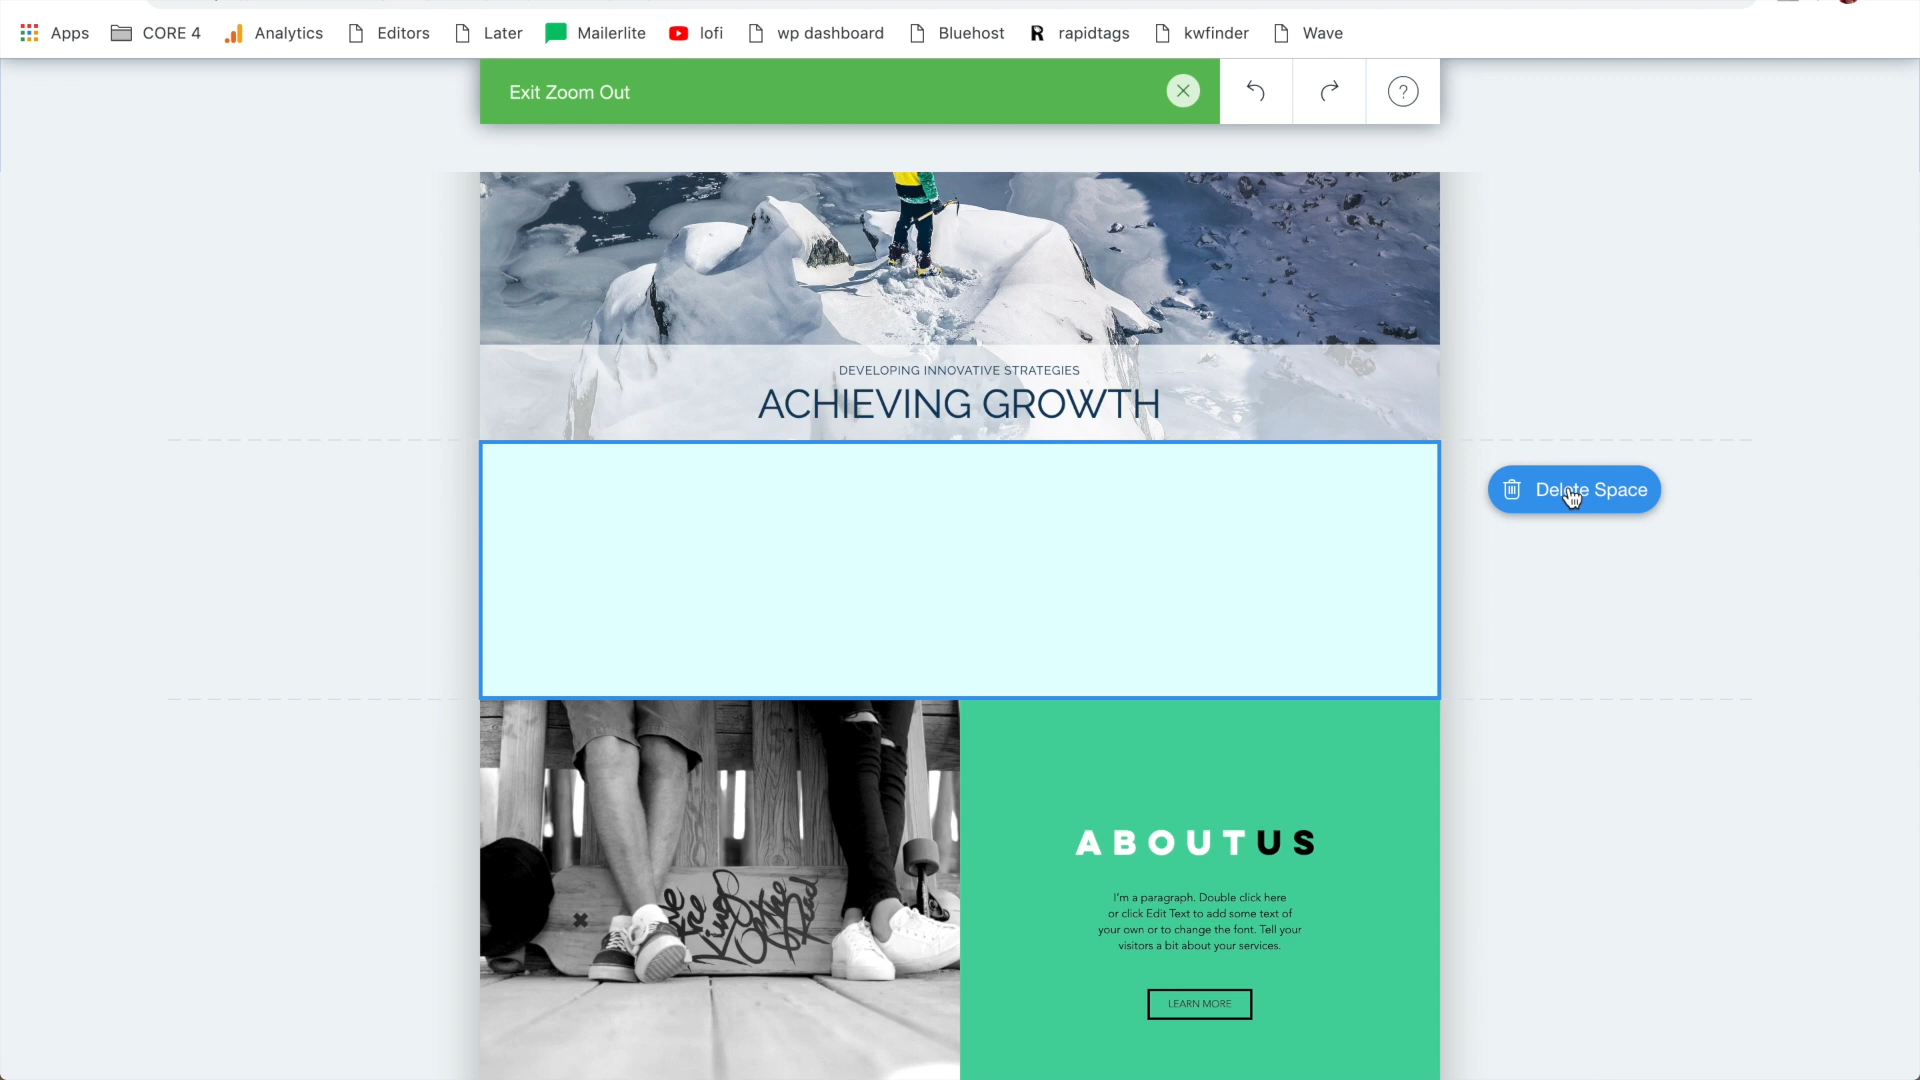 Apps CORE 4 Analytics Editors Later Mailerlite lofi wp dashboard Bluehost R rapidtags kwfinder Wave
Exit Zoom Out
?
DEVELOPING INNOVATIVE STRATEGIES
ACHIEVING GROWTH
Delete Space
ABOUTUS
I'm a paragraph. Double click here
or click Edit Text to add some text of
your own or to change the font. Tell your
visitors a bit about your services.
LEARN MORE